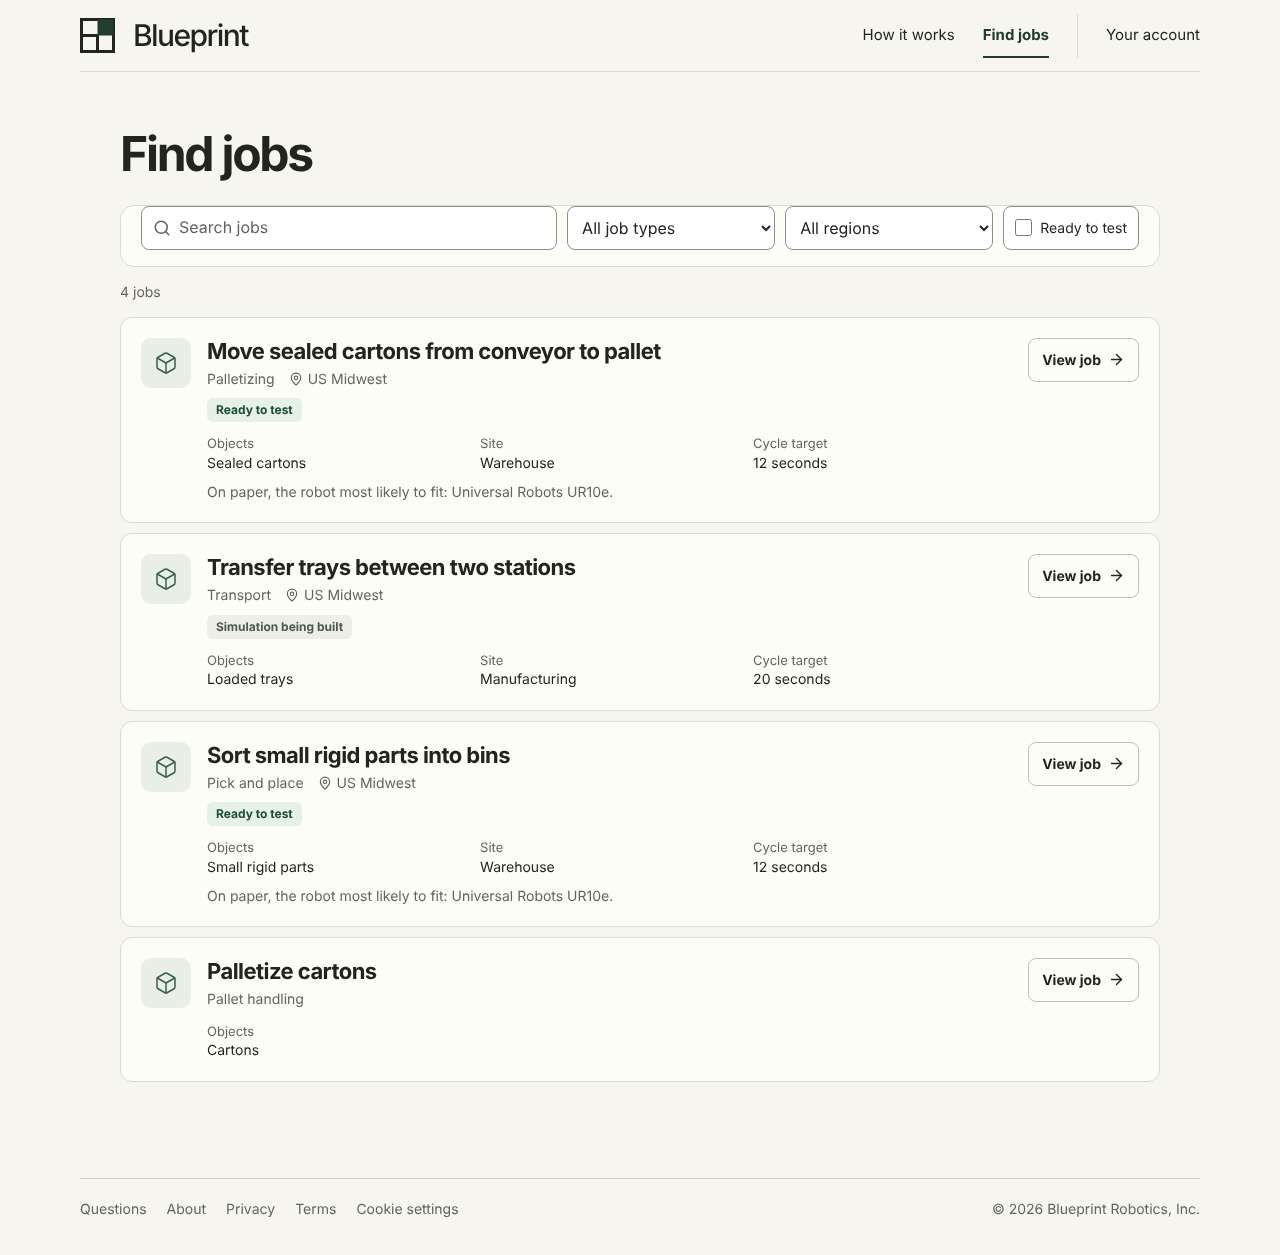 Blueprint
How it works Find jobs Your account
Find jobs
Search jobs All job types All regions Ready to test
4 jobs
Move sealed cartons from conveyor to pallet View job
Palletizing US Midwest
Ready to test
Objects Site Cycle target
Sealed cartons Warehouse 12 seconds
On paper, the robot most likely to fit: Universal Robots UR10e.
Transfer trays between two stations View job
Transport US Midwest
Simulation being built
Objects Site Cycle target
Loaded trays Manufacturing 20 seconds
Sort small rigid parts into bins View job
Pick and place US Midwest
Ready to test
Objects Site Cycle target
Small rigid parts Warehouse 12 seconds
On paper, the robot most likely to fit: Universal Robots UR10e.
Palletize cartons View job
Pallet handling
Objects
Cartons
Questions About Privacy Terms Cookie settings © 2026 Blueprint Robotics, Inc.